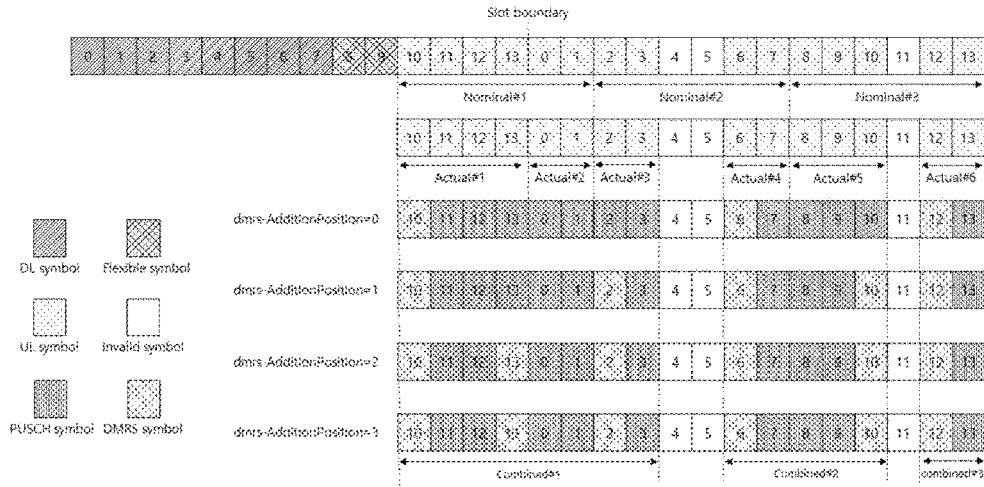 Slot boundary
0 1 2 3 4 5 6 7 8 9 10 11 12 13 0 1 2 3 4 5 6 7 8 9 10 11 12 13
Nominal#1 Nominal#2 Nominal#3
10 11 12 13 0 1 2 3 4 5 6 7 8 9 10 11 12 13
Actual#1 Actual#2 Actual#3 Actual#4 Actual#5 Actual#6
dmrs-AdditionPosition=0 10 11 12 13 0 1 2 3 4 5 6 7 8 9 10 11 12 13
DL symbol Flexible symbol
dmrs-AdditionPosition=1 10 11 12 13 0 1 2 3 4 5 6 7 8 9 10 11 12 13
UL symbol Invalid symbol
dmrs-AdditionPosition=2 10 11 12 13 0 1 2 3 4 5 6 7 8 9 10 11 12 13
PUSCH symbol DMRS symbol
dmrs-AdditionPosition=3 10 11 12 13 0 1 2 3 4 5 6 7 8 9 10 11 12 13
Combined#1 Combined#2 combined#3